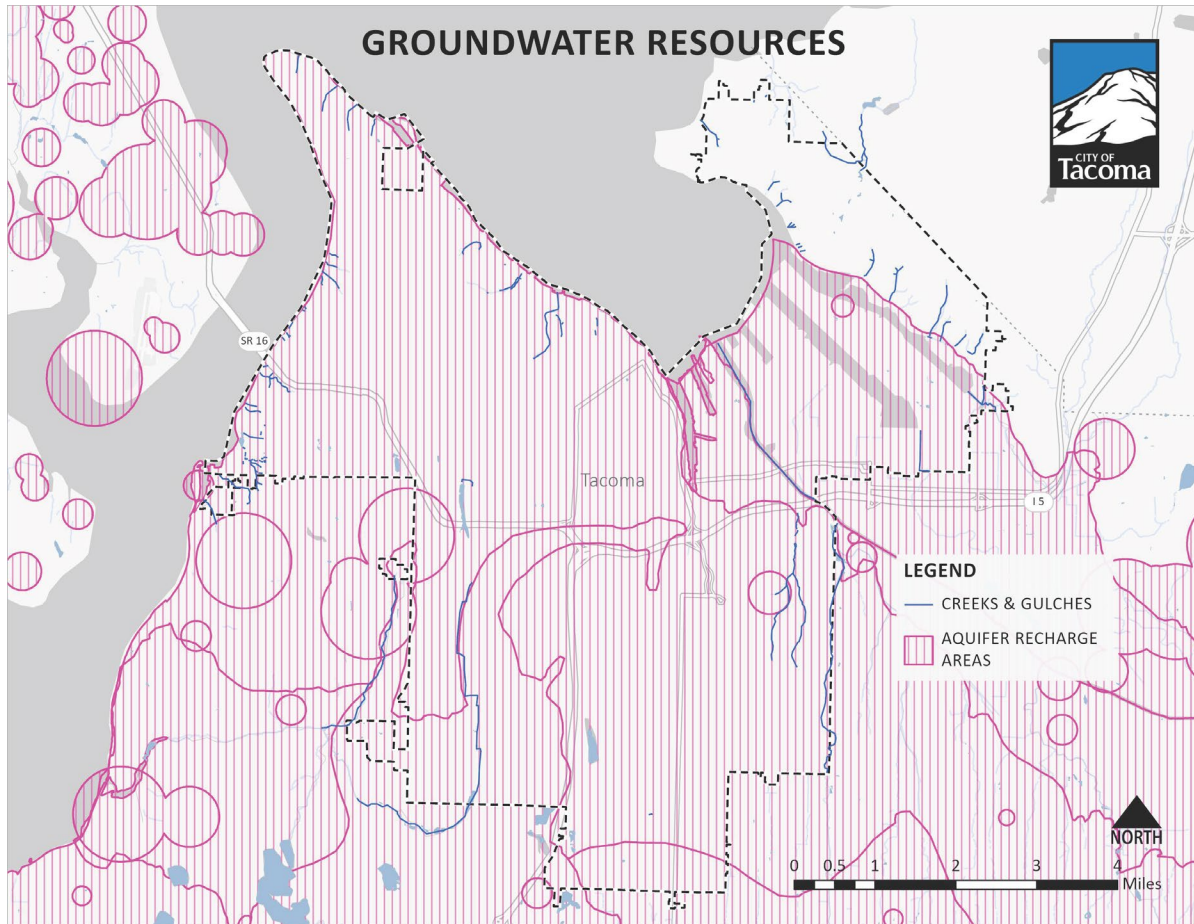 GROUNDWATER RESOURCES
CITY OF
Tacoma
SR 16
Tacoma
I 5
LEGEND
CREEKS & GULCHES
AQUIFER RECHARGE
AREAS
NORTH
0 0.5 1 2 3 4
Miles